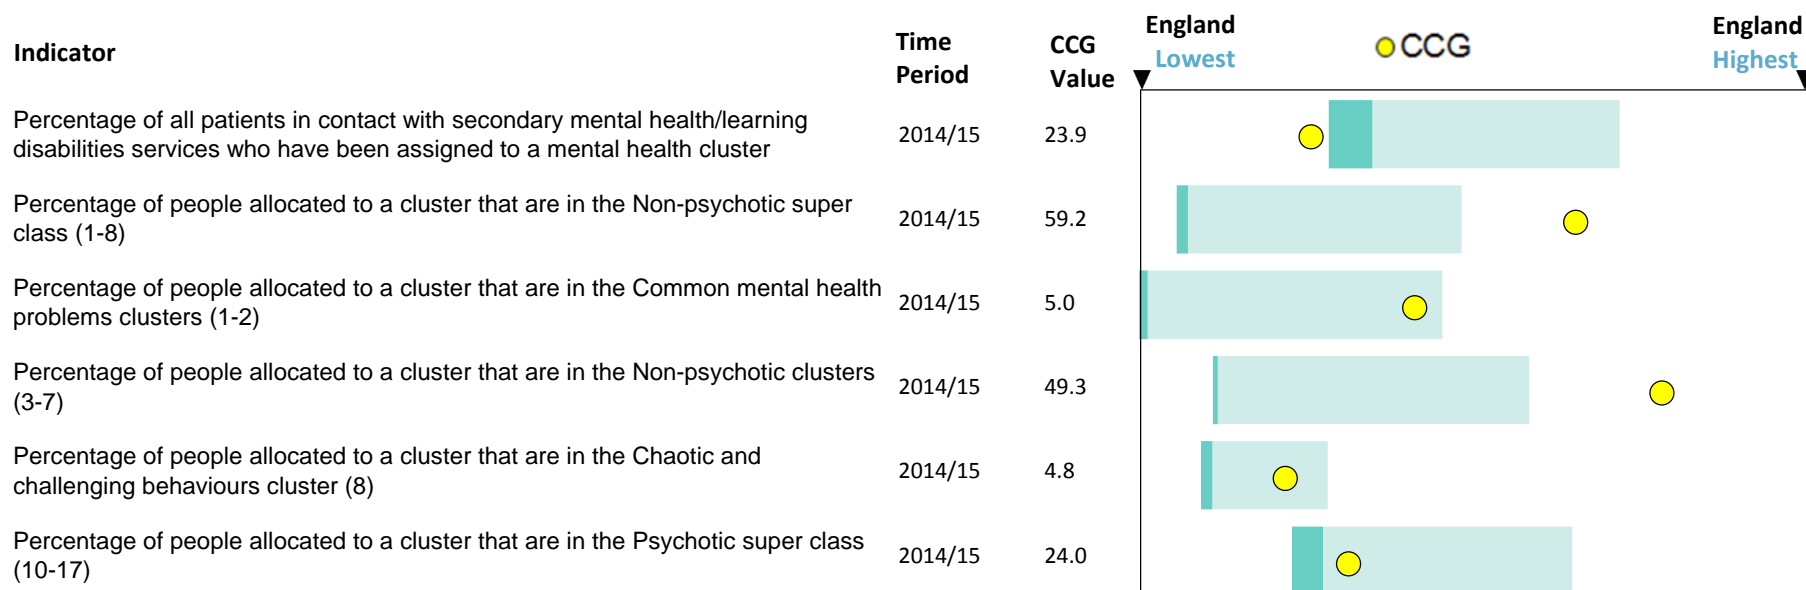 Indicator
Time
Period
CCG
Value
England
Lowest
CCG
England
Highest
Percentage of all patients in contact with secondary mental health/learning
disabilities services who have been assigned to a mental health cluster
2014/15
23.9
Percentage of people allocated to a cluster that are in the Non-psychotic super
class (1-8)
2014/15
59.2
Percentage of people allocated to a cluster that are in the Common mental health
problems clusters (1-2)
2014/15
5.0
Percentage of people allocated to a cluster that are in the Non-psychotic clusters
(3-7)
2014/15
49.3
Percentage of people allocated to a cluster that are in the Chaotic and
challenging behaviours cluster (8)
2014/15
4.8
Percentage of people allocated to a cluster that are in the Psychotic super class
(10-17)
2014/15
24.0